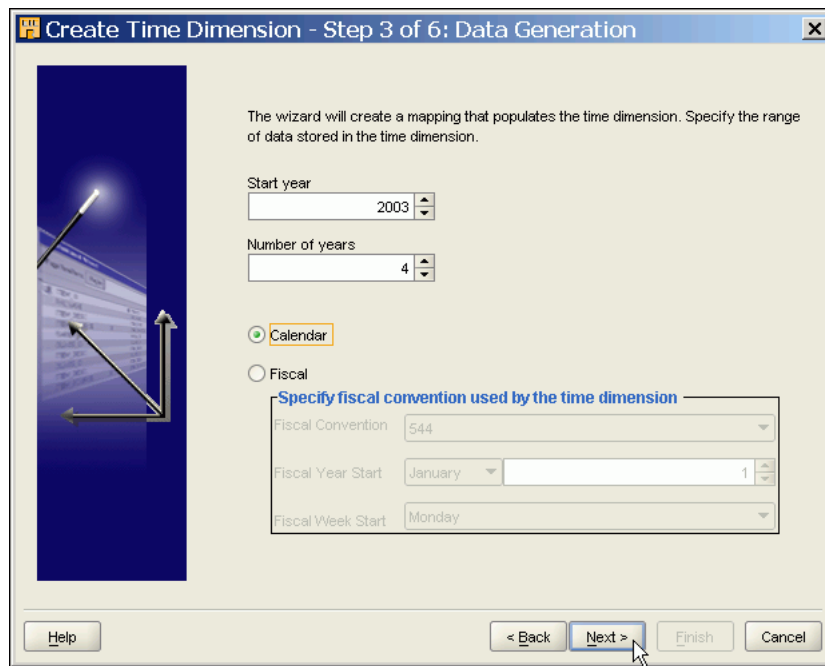 Create Time Dimension - Step 3 of 6: Data Generation
The wizard will create a mapping that populates the time dimension. Specify the range
of data stored in the time dimension.
Start year
2003
Number of years
4
Calendar
Fiscal
Specify fiscal convention used by the time dimension
Fiscal Convention
544
Fiscal Year Start
January
1
Fiscal Week Start
Monday
Help
< Back
Next >
Finish
Cancel